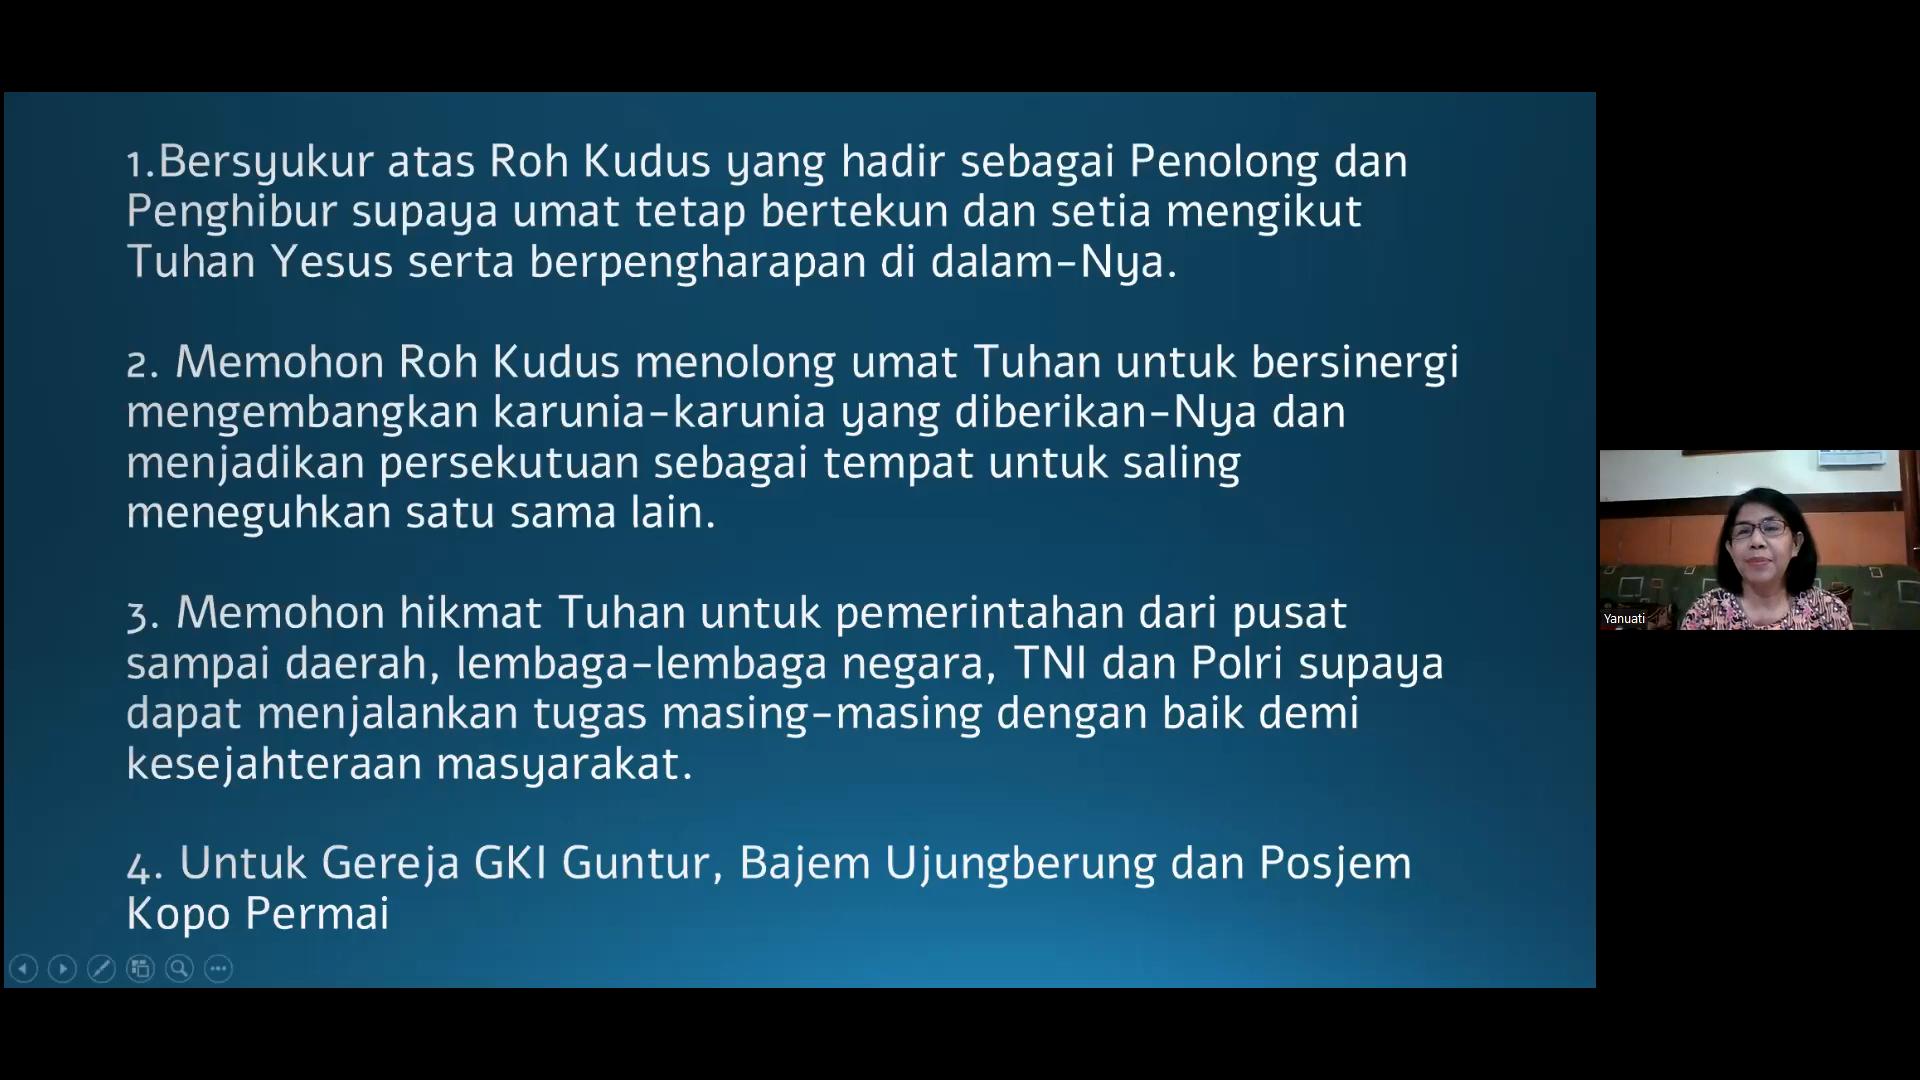 1.Bersyukur atas Roh Kudus yang hadir sebagai Penolong dan
Penghibur supaya umat tetap bertekun dan setia mengikut
Tuhan Yesus serta berpengharapan di dalam-Nya.
2. Memohon Roh Kudus menolong umat Tuhan untuk bersinergi
mengembangkan karunia-karunia yang diberikan-Nya dan
menjadikan persekutuan sebagai tempat untuk saling
meneguhkan satu sama lain.
3. Memohon hikmat Tuhan untuk pemerintahan dari pusat
sampai daerah, lembaga-lembaga negara, TNI dan Polri supaya
dapat menjalankan tugas masing-masing dengan baik demi
kesejahteraan masyarakat.
4. Untuk Gereja GKI Guntur, Bajem Ujungberung dan Posjem
Kopo Permai
Yanuati